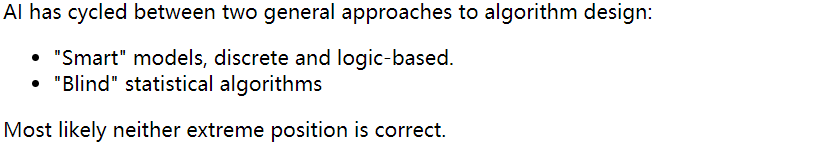 AI has cycled between two general approaches to algorithm design:
• "Smart" models, discrete and logic-based.
• "Blind" statistical algorithms
Most likely neither extreme position is correct.